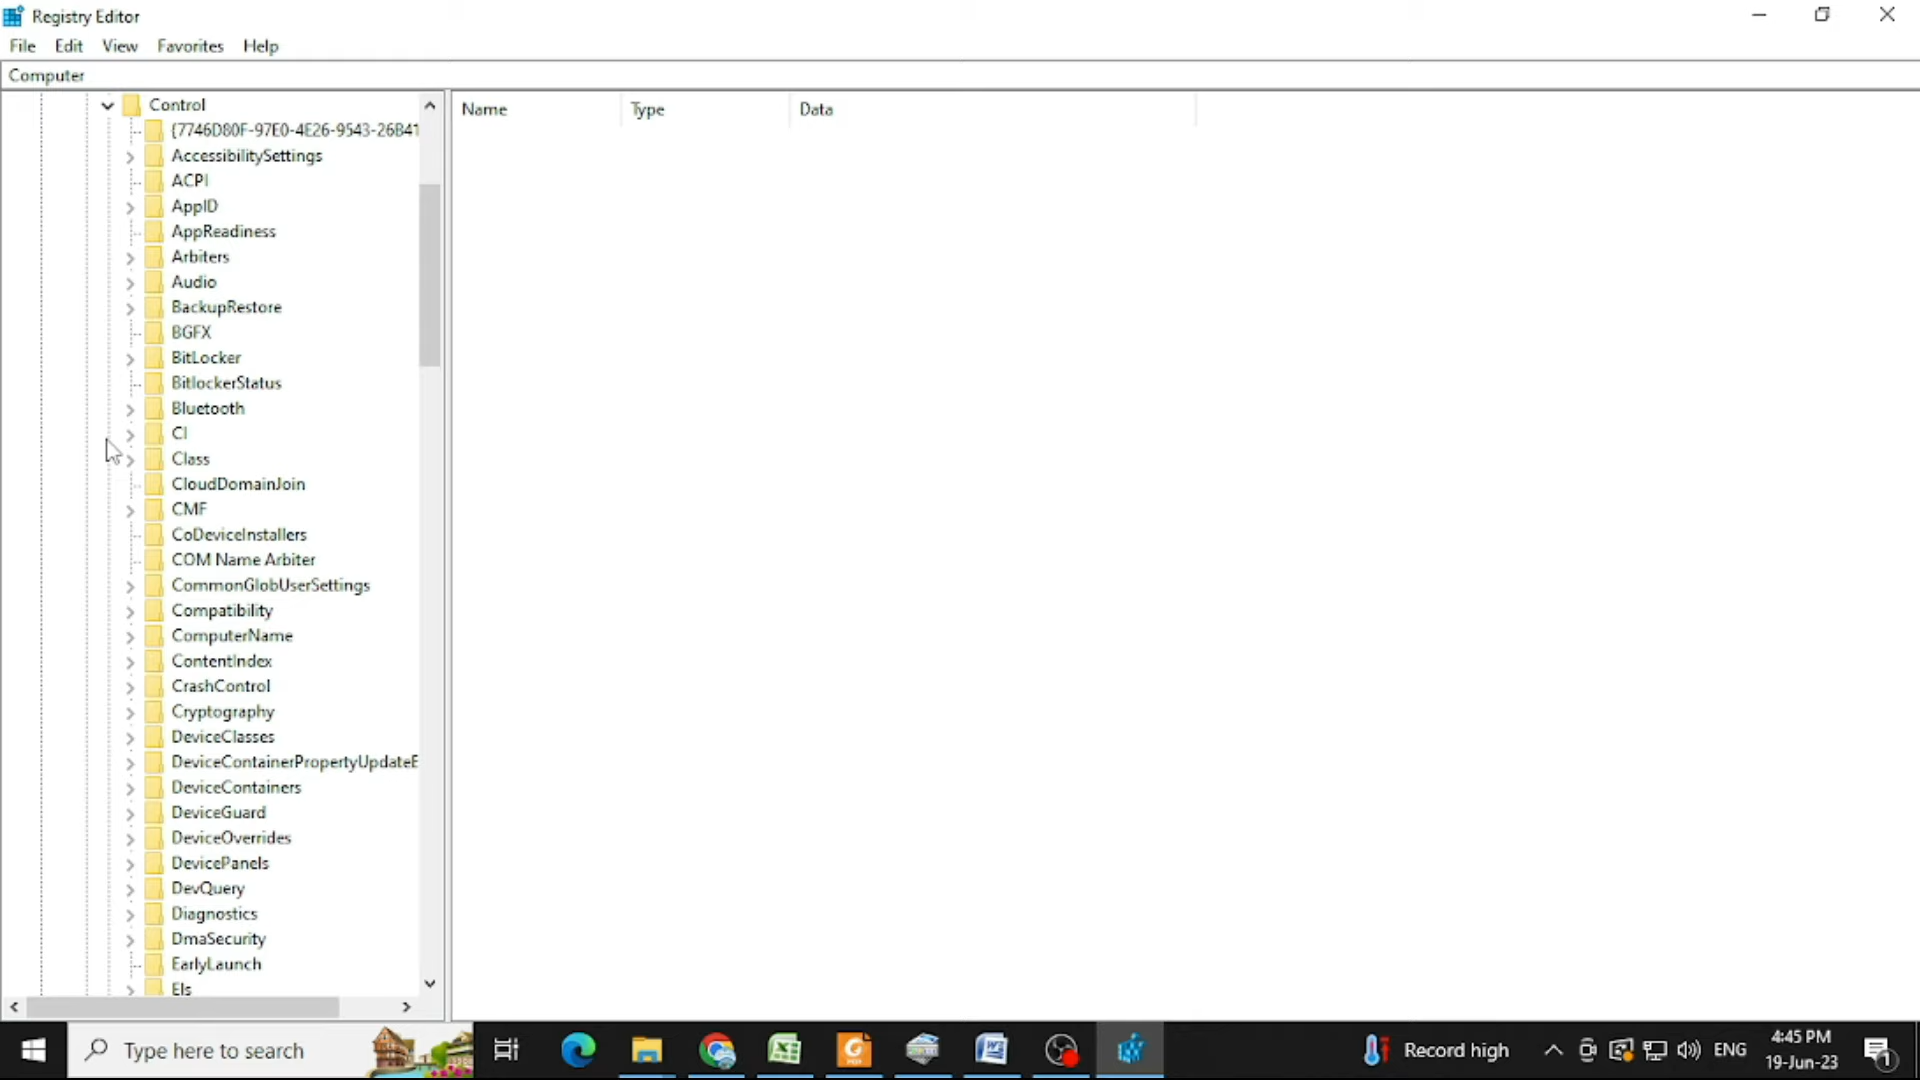 Registry Editor
File Edit View Favorites Help
Computer
Name Type Data
Control
{7746D80F-97E0-4E26-9543-26B41
AccessibilitySettings
ACPI
AppID
AppReadiness
Arbiters
Audio
BackupRestore
BGFX
BitLocker
BitlockerStatus
Bluetooth
CI
Class
CloudDomainJoin
CMF
CoDeviceInstallers
COM Name Arbiter
CommonGlobUserSettings
Compatibility
ComputerName
ContentIndex
CrashControl
Cryptography
DeviceClasses
DeviceContainerPropertyUpdateE
DeviceContainers
DeviceGuard
DeviceOverrides
DevicePanels
DevQuery
Diagnostics
DmaSecurity
EarlyLaunch
Els
Type here to search
Record high
ENG
4:45 PM
19-Jun-23
1